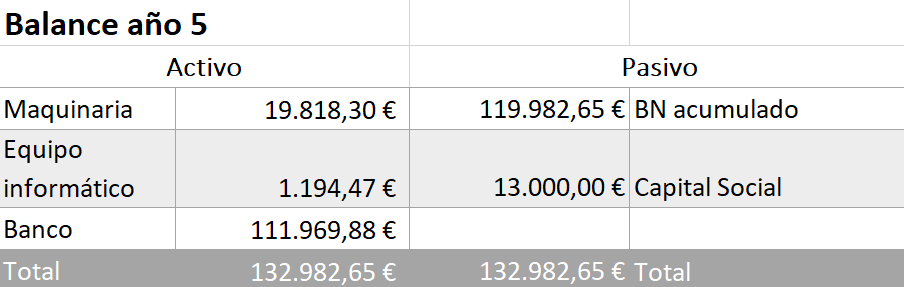 Balance año 5
Activo Pasivo
Maquinaria 19.818,30 € 119.982,65 € BN acumulado
Equipo
informático 1.194,47 € 13.000,00 € Capital Social
Banco 111.969,88 €
Total 132.982,65 € 132.982,65 € Total